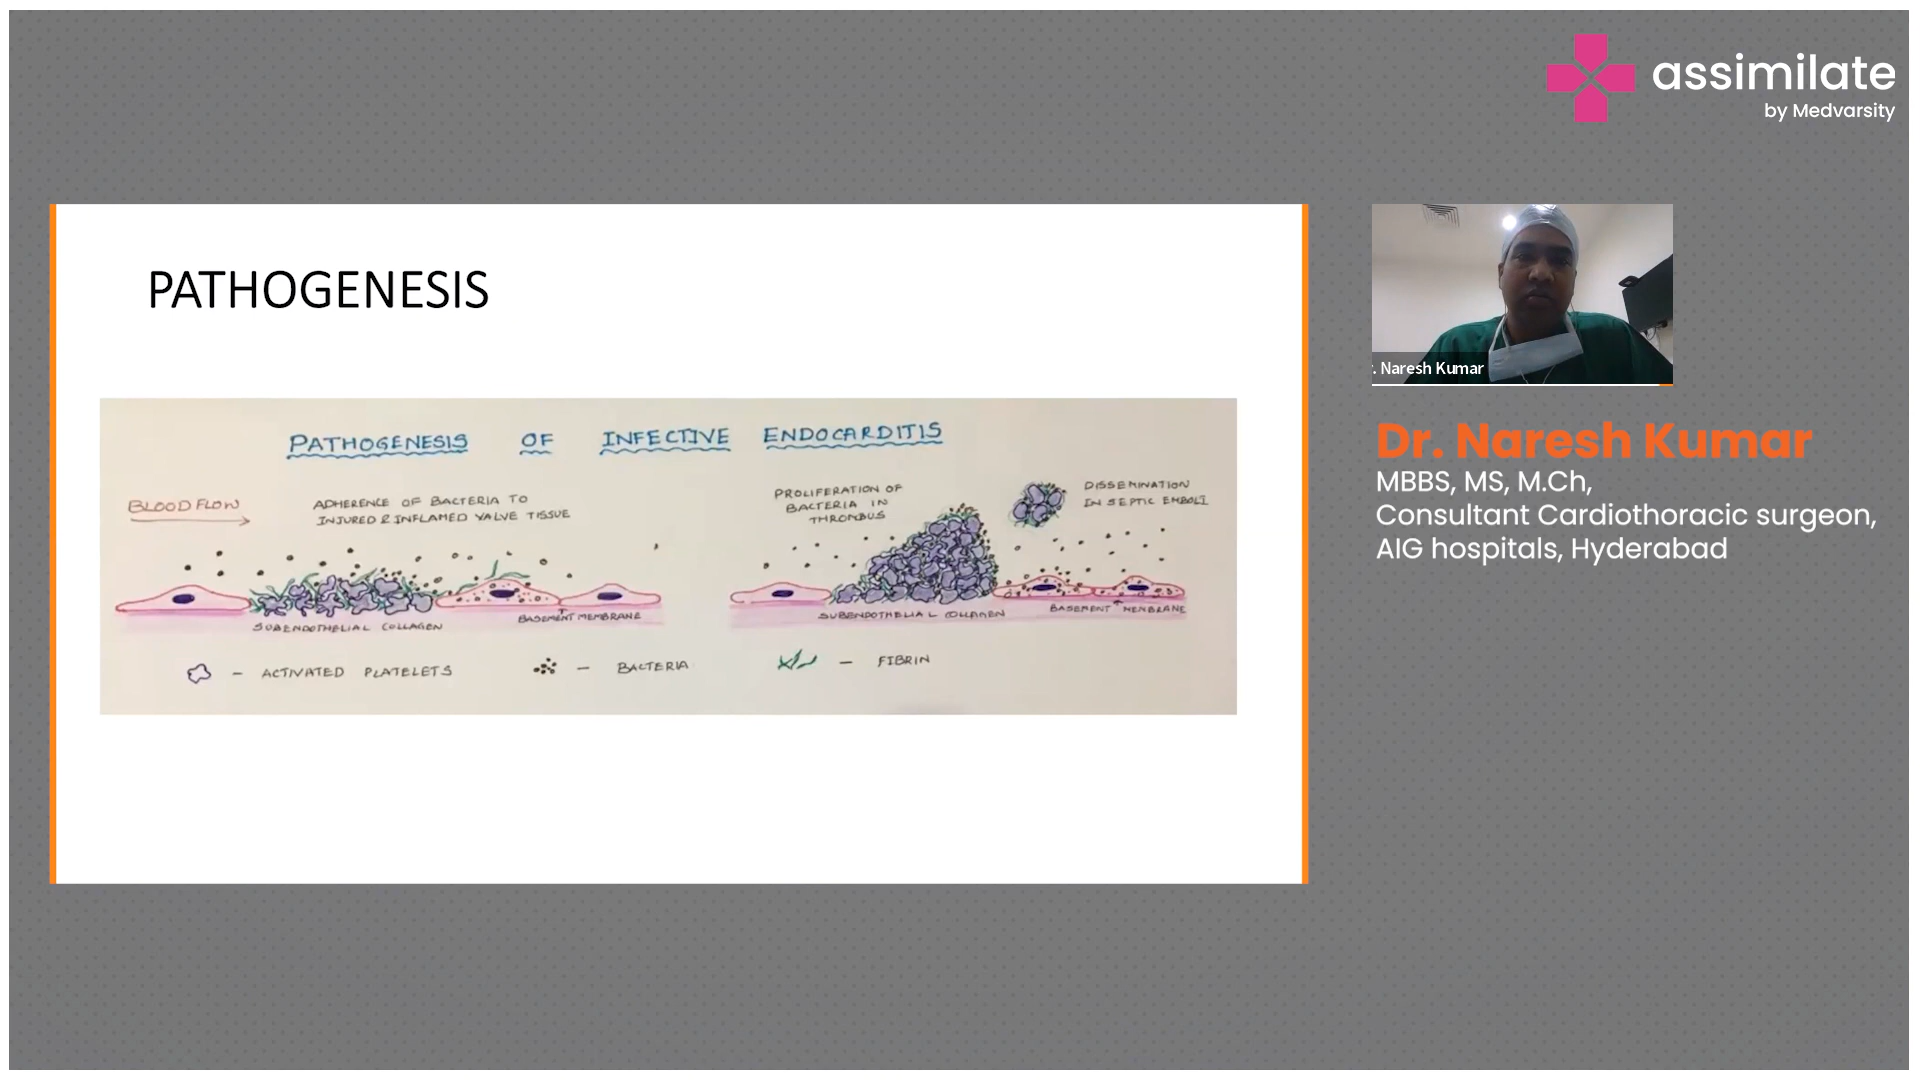 assimilate
by Medvarsity
PATHOGENESIS
PATHOGENESIS OF INFECTIVE ENDOCARDITIS
BLOOD FLOW
ADHERENCE OF BACTERIA TO
INJURED & INFLAMED VALVE TISSUE
PROLIFERATION OF
BACTERIA IN
THROMBUS
DISSEMINATION
IN SEPTIC EMBOLI
SUBENDOTHELIAL COLLAGEN
BASEMENT MEMBRANE
SUBENDOTHELIAL COLLAGEN
BASEMENT MENBRANE
- ACTIVATED PLATELETS
- BACTERIA
- FIBRIN
. Naresh Kumar
Dr. Naresh Kumar
MBBS, MS, M.Ch,
Consultant Cardiothoracic surgeon,
AIG hospitals, Hyderabad